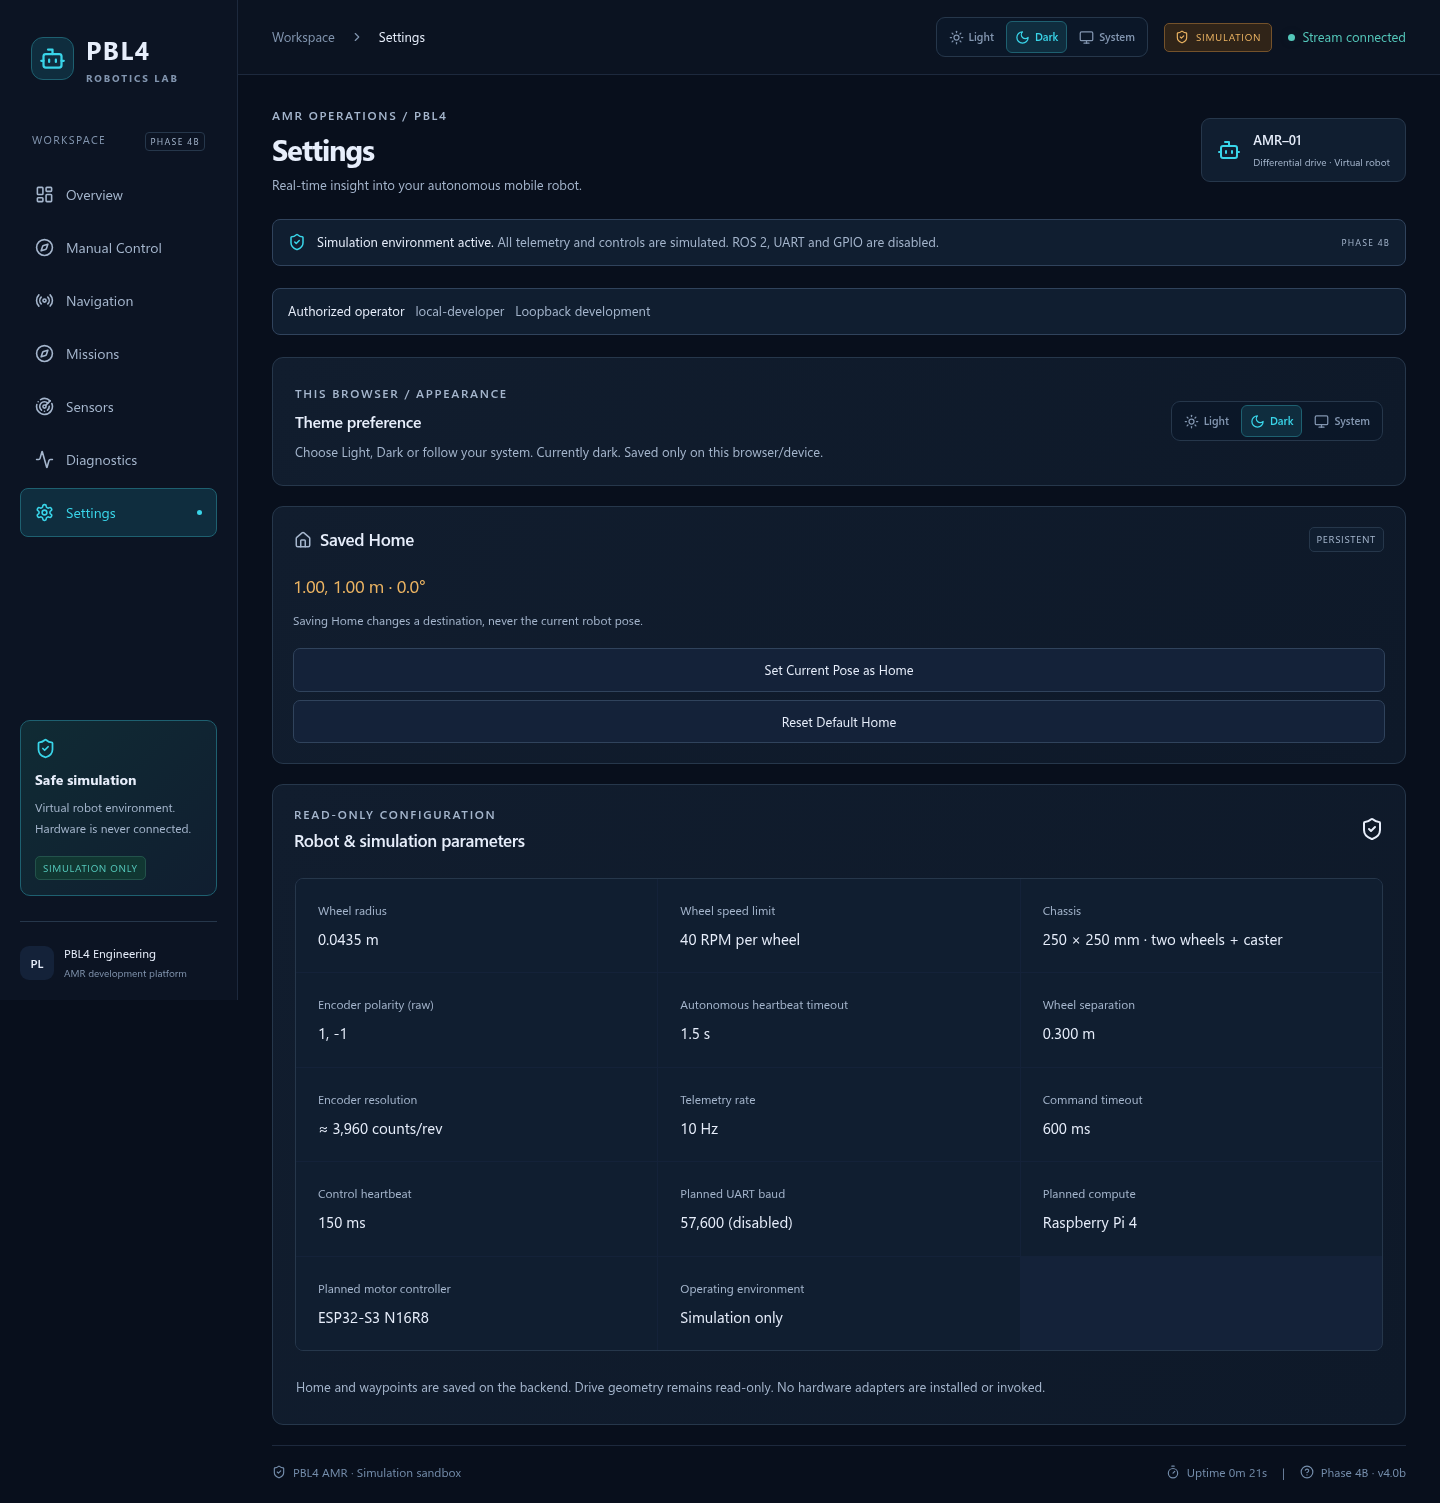 PBL4
ROBOTICS LAB
WORKSPACE
PHASE 4B
Overview
Manual Control
Navigation
Missions
Sensors
Diagnostics
Settings
Safe simulation
Virtual robot environment.
Hardware is never connected.
SIMULATION ONLY
PL
PBL4 Engineering
AMR development platform
Workspace > Settings
Light Dark System
SIMULATION
Stream connected
AMR OPERATIONS / PBL4
Settings
Real-time insight into your autonomous mobile robot.
AMR–01
Differential drive · Virtual robot
Simulation environment active. All telemetry and controls are simulated. ROS 2, UART and GPIO are disabled.
PHASE 4B
Authorized operator local-developer Loopback development
THIS BROWSER / APPEARANCE
Theme preference
Choose Light, Dark or follow your system. Currently dark. Saved only on this browser/device.
Light Dark System
Saved Home
PERSISTENT
1.00, 1.00 m · 0.0°
Saving Home changes a destination, never the current robot pose.
Set Current Pose as Home
Reset Default Home
READ-ONLY CONFIGURATION
Robot & simulation parameters
Wheel radius
0.0435 m
Wheel speed limit
40 RPM per wheel
Chassis
250 × 250 mm · two wheels + caster
Encoder polarity (raw)
1, -1
Autonomous heartbeat timeout
1.5 s
Wheel separation
0.300 m
Encoder resolution
≈ 3,960 counts/rev
Telemetry rate
10 Hz
Command timeout
600 ms
Control heartbeat
150 ms
Planned UART baud
57,600 (disabled)
Planned compute
Raspberry Pi 4
Planned motor controller
ESP32-S3 N16R8
Operating environment
Simulation only
Home and waypoints are saved on the backend. Drive geometry remains read-only. No hardware adapters are installed or invoked.
PBL4 AMR · Simulation sandbox
Uptime 0m 21s | Phase 4B · v4.0b